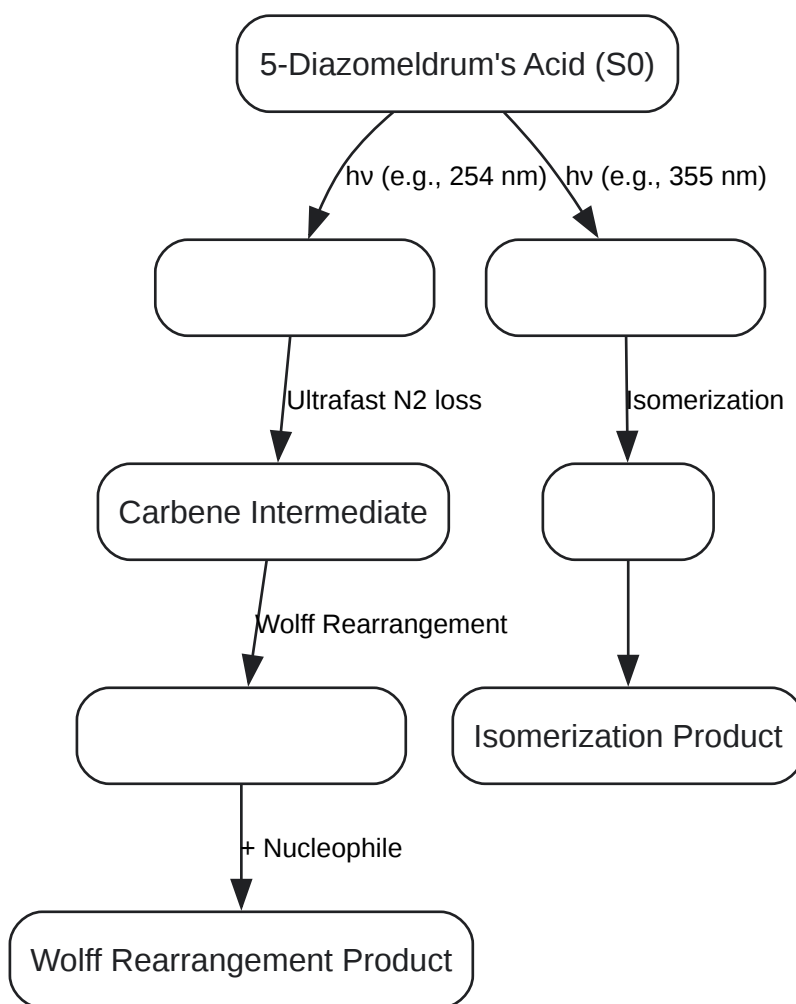 5-Diazomeldrum's Acid (S0)
hν (e.g., 254 nm)
hν (e.g., 355 nm)
Ultrafast N2 loss
Isomerization
Carbene Intermediate
Wolff Rearrangement
Isomerization Product
+ Nucleophile
Wolff Rearrangement Product